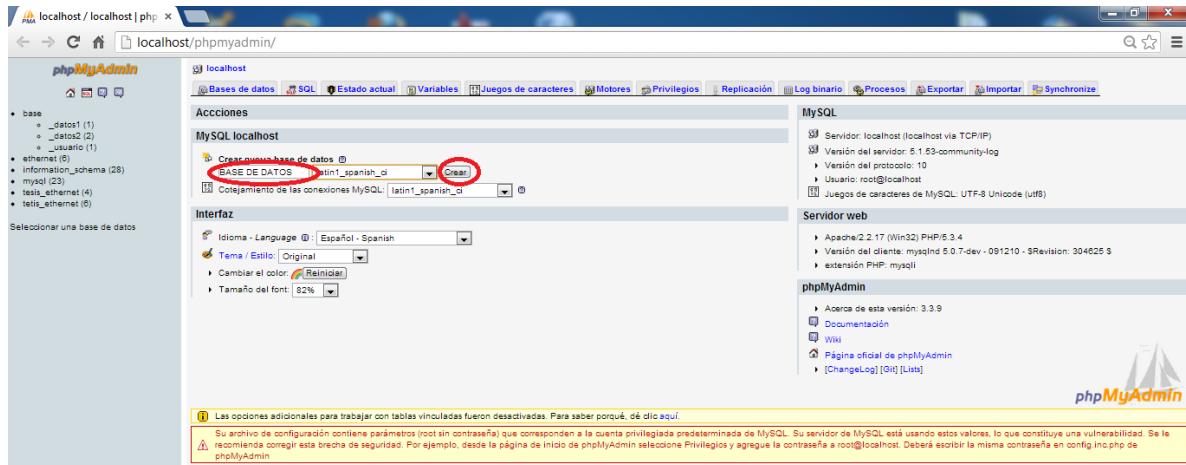 localhost / localhost | php
localhost/phpmyadmin/
phpMyAdmin
base
_datos1 (1)
_datos2 (2)
_usuario (1)
ethernet (6)
information_schema (28)
mysql (23)
tesis_ethernet (4)
tetis_ethernet (6)
Seleccionar una base de datos
localhost
Bases de datos SQL Estado actual Variables Juegos de caracteres Motores Privilegios Replicación Log binario Procesos Exportar Importar Synchronize
Accciones
MySQL localhost
Crear nueva base de datos
BASE DE DATOS latin1_spanish_ci Crear
Cotejamiento de las conexiones MySQL: latin1_spanish_ci
Interfaz
Idioma - Language : Español - Spanish
Tema / Estilo: Original
Cambiar el color: Reiniciar
Tamaño del font: 82%
MySQL
Servidor: localhost (localhost via TCP/IP)
Versión del servidor: 5.1.53-community-log
Versión del protocolo: 10
Usuario: root@localhost
Juegos de caracteres de MySQL: UTF-8 Unicode (utf8)
Servidor web
Apache/2.2.17 (Win32) PHP/5.3.4
Versión del cliente: mysqlnd 5.0.7-dev - 091210 - $Revision: 304625 $
extensión PHP: mysqli
phpMyAdmin
Acerca de esta versión: 3.3.9
Documentación
Wiki
Página oficial de phpMyAdmin
[ChangeLog] [Git] [Lists]
phpMyAdmin
Las opciones adicionales para trabajar con tablas vinculadas fueron desactivadas. Para saber porqué, dé clic aquí.
Su archivo de configuración contiene parámetros (root sin contraseña) que corresponden a la cuenta privilegiada predeterminada de MySQL. Su servidor de MySQL está usando estos valores, lo que constituye una vulnerabilidad. Se le
recomienda corregir esta brecha de seguridad. Por ejemplo, desde la página de inicio de phpMyAdmin seleccione Privilegios y agregue la contraseña a root@localhost. Deberá escribir la misma contraseña en config.inc.php de
phpMyAdmin